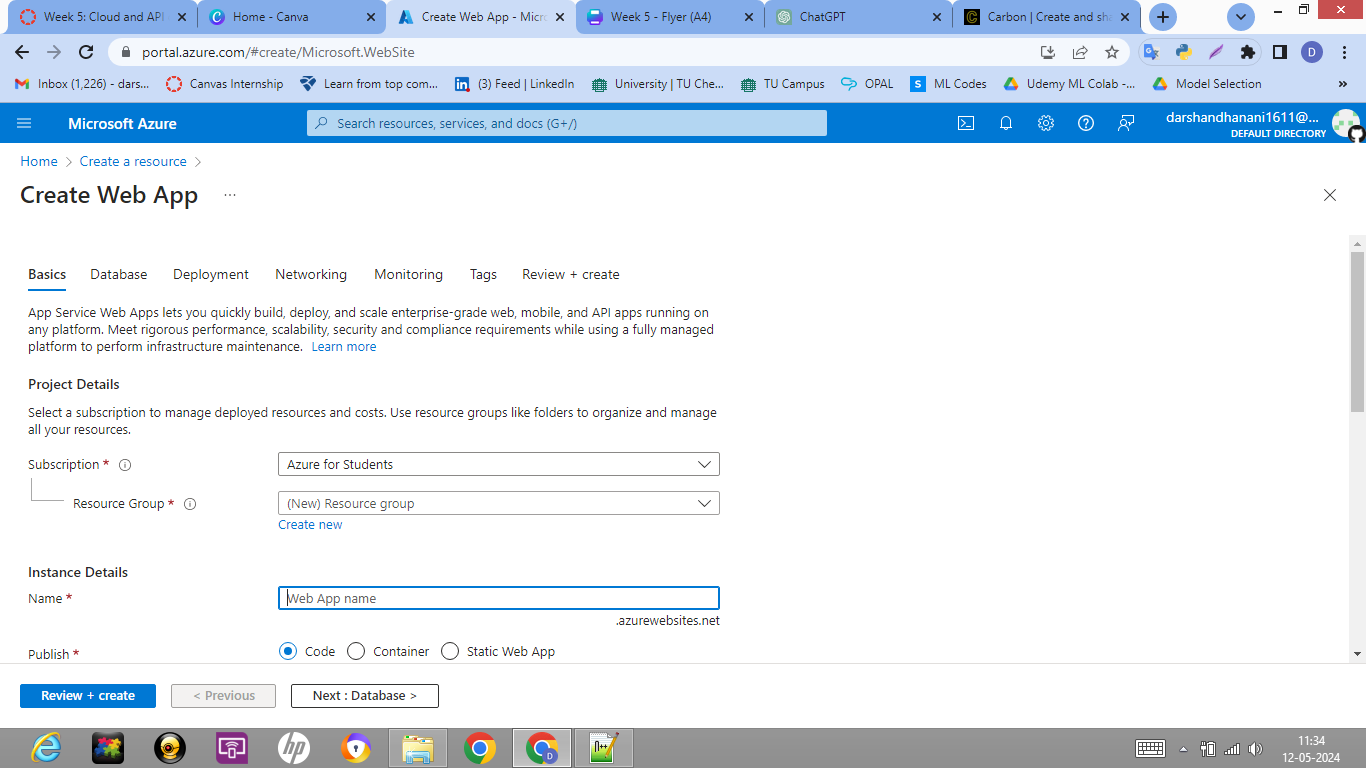 Week 5: Cloud and API
Home - Canva
Create Web App - Micr
Week 5 - Flyer (A4)
ChatGPT
Carbon | Create and sha
portal.azure.com/#create/Microsoft.WebSite
D
Inbox (1,226) - dars...
Canvas Internship
Learn from top com...
(3) Feed | LinkedIn
University | TU Che...
TU Campus
OPAL
S
ML Codes
Udemy ML Colab -...
Model Selection
»
Microsoft Azure
Search resources, services, and docs (G+/)
darshandhanani1611@...
DEFAULT DIRECTORY
Home > Create a resource >
Create Web App ...
Basics
Database
Deployment
Networking
Monitoring
Tags
Review + create
App Service Web Apps lets you quickly build, deploy, and scale enterprise-grade web, mobile, and API apps running on
any platform. Meet rigorous performance, scalability, security and compliance requirements while using a fully managed
platform to perform infrastructure maintenance. Learn more
Project Details
Select a subscription to manage deployed resources and costs. Use resource groups like folders to organize and manage
all your resources.
Subscription *
Azure for Students
Resource Group *
(New) Resource group
Create new
Instance Details
Name *
Web App name
.azurewebsites.net
Publish *
Code
Container
Static Web App
Review + create
< Previous
Next : Database >
hp
D
11:34
12-05-2024